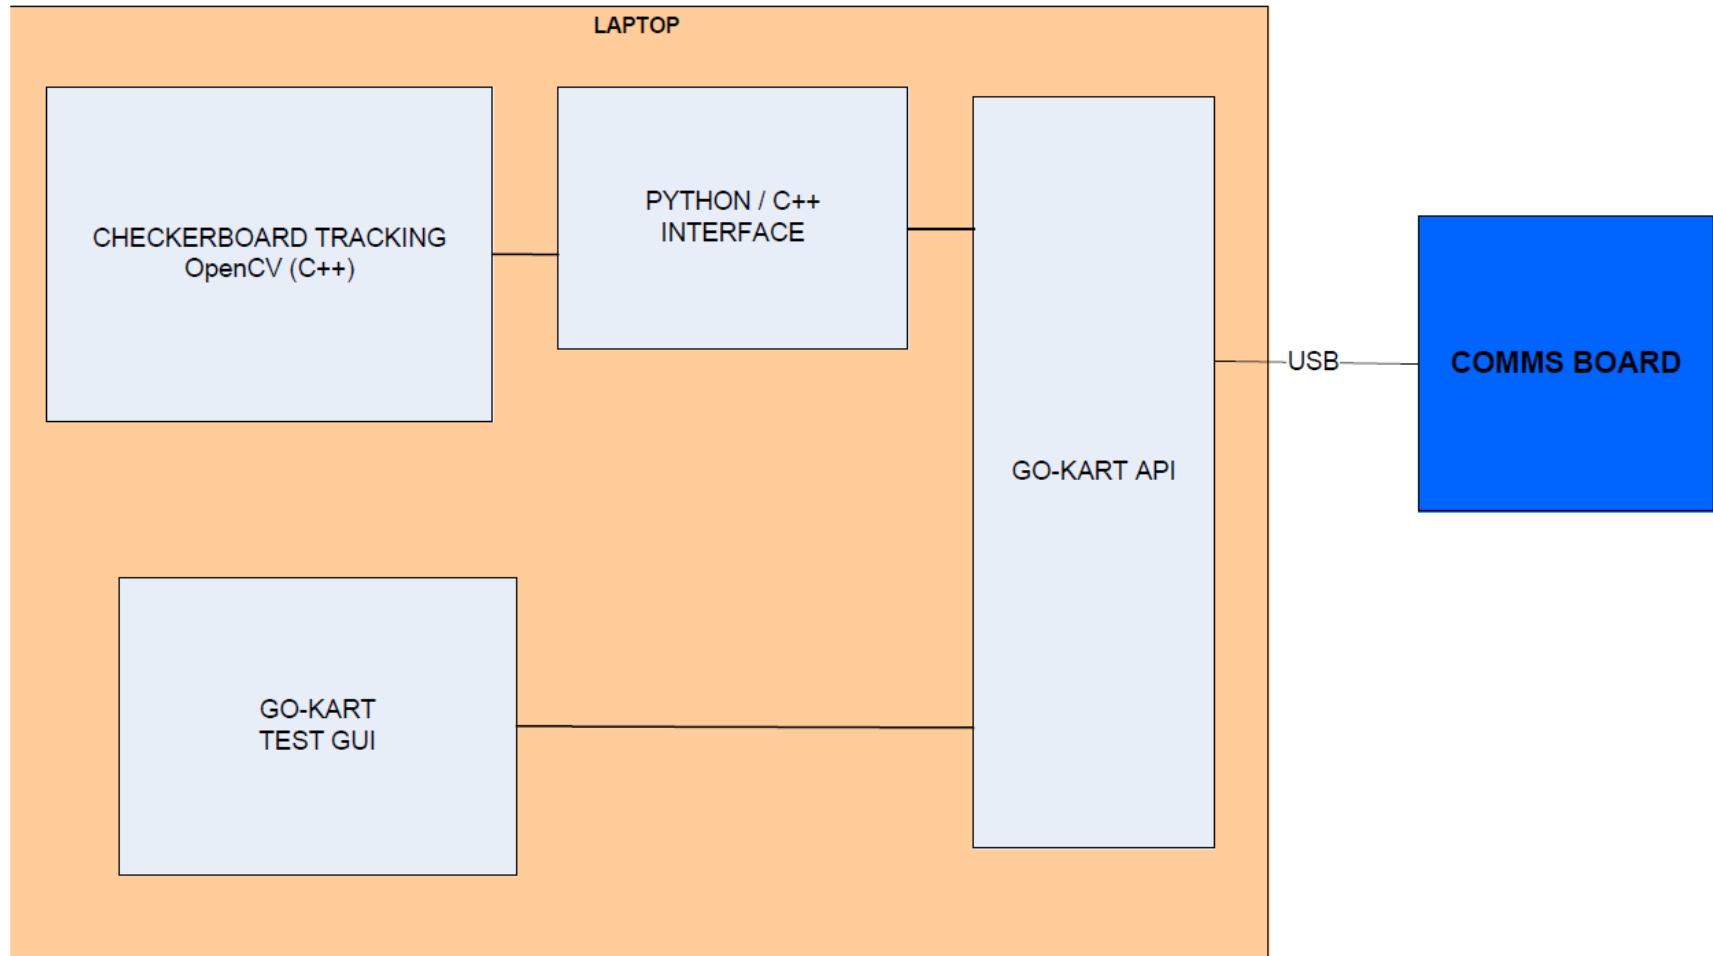 LAPTOP
CHECKERBOARD TRACKING
OpenCV (C++)
PYTHON / C++
INTERFACE
GO-KART API
USB
COMMS BOARD
GO-KART
TEST GUI